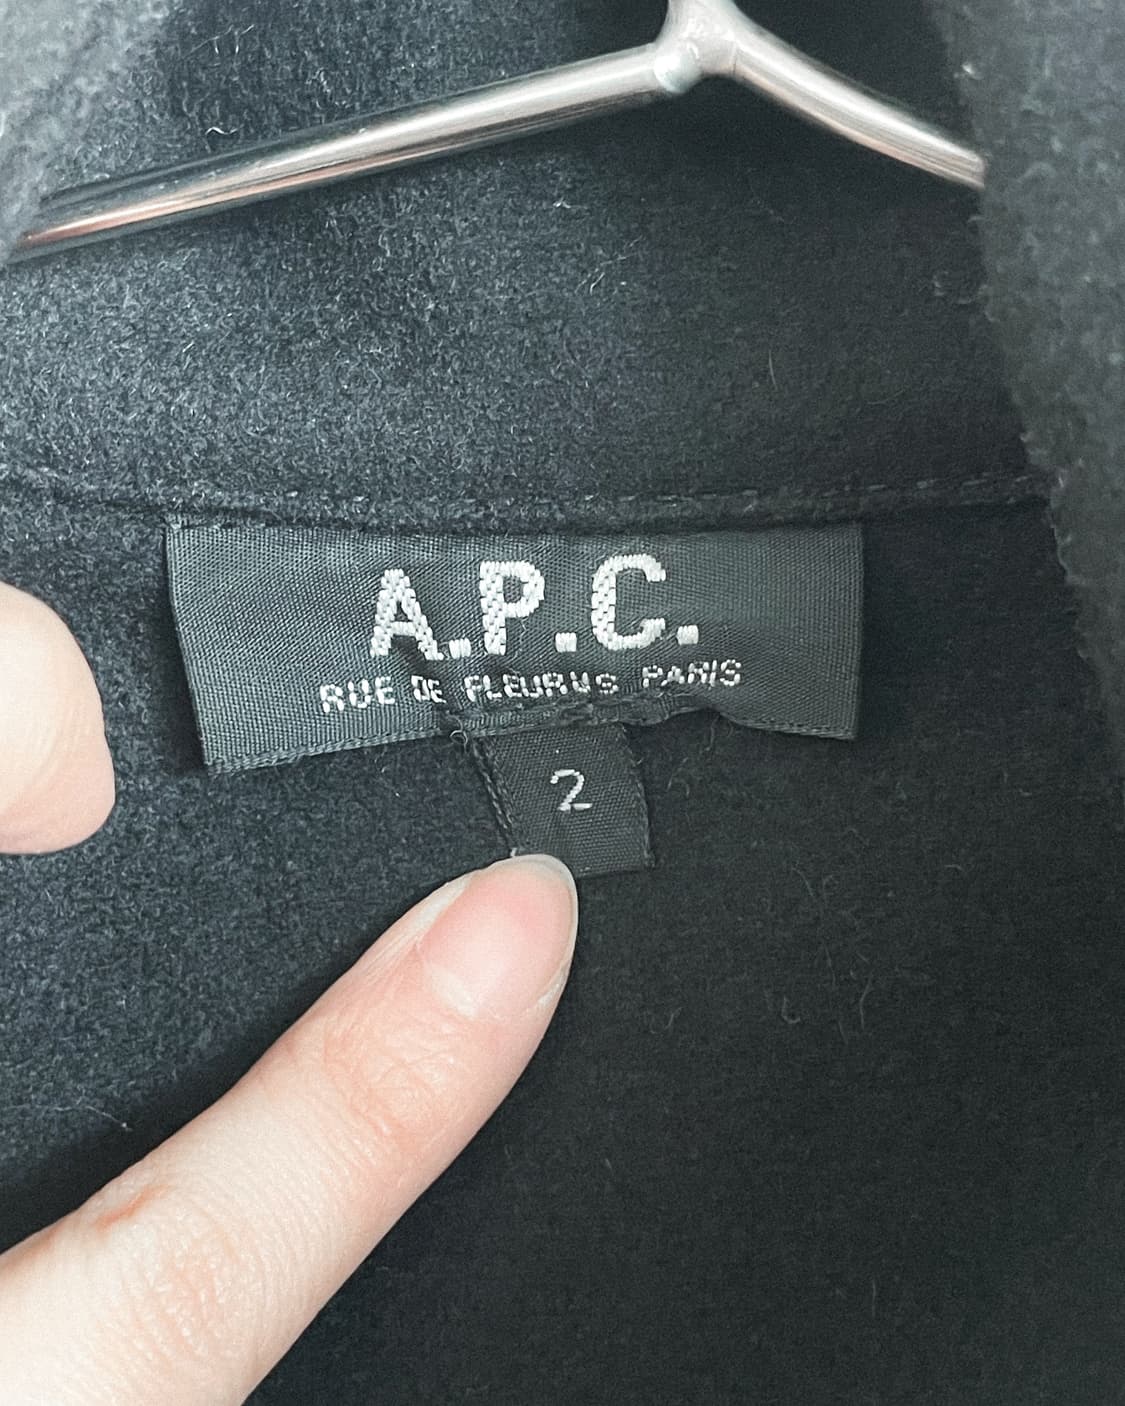 A.P.C.
RUE DE FLEURUS PARIS
2